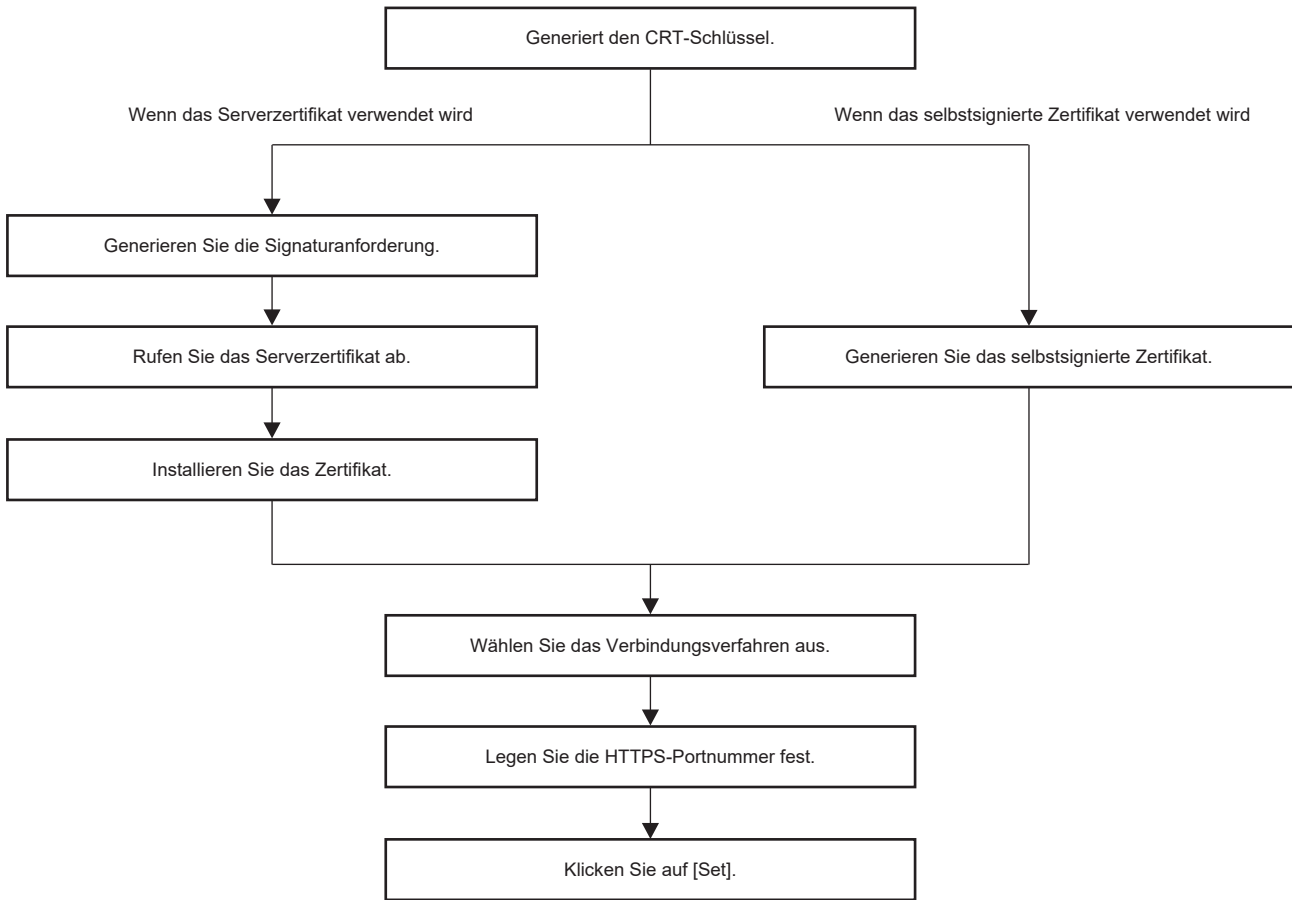 Generiert den CRT-Schlüssel.
Wenn das Serverzertifikat verwendet wird
Wenn das selbstsignierte Zertifikat verwendet wird
Generieren Sie die Signaturanforderung.
Rufen Sie das Serverzertifikat ab.
Generieren Sie das selbstsignierte Zertifikat.
Installieren Sie das Zertifikat.
Wählen Sie das Verbindungsverfahren aus.
Legen Sie die HTTPS-Portnummer fest.
Klicken Sie auf [Set].